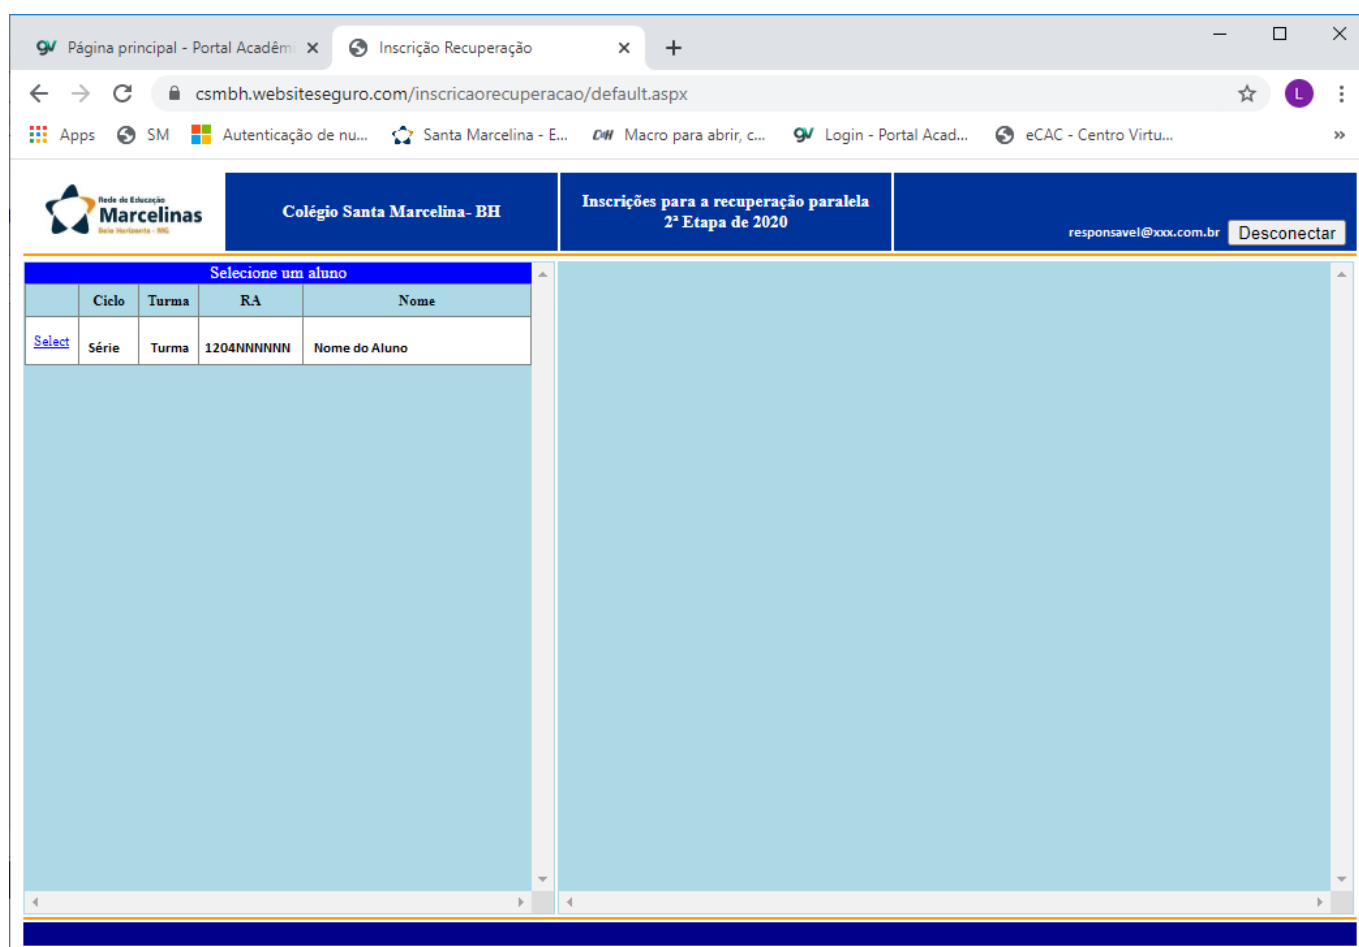 Página principal - Portal Acadêmi
Inscrição Recuperação
csmbh.websiteseguro.com/inscricaorecuperacao/default.aspx
L
Apps
SM
Autenticação de nu...
Santa Marcelina - E...
Macro para abrir, c...
Login - Portal Acad...
eCAC - Centro Virtu...
»
Rede de Educação
Marcelinas
Belo Horizonte - MG
Colégio Santa Marcelina- BH
Inscrições para a recuperação paralela
2ª Etapa de 2020
responsavel@xxx.com.br
Desconectar
Selecione um aluno
Ciclo Turma RA Nome
Select Série Turma 1204NNNNNN Nome do Aluno